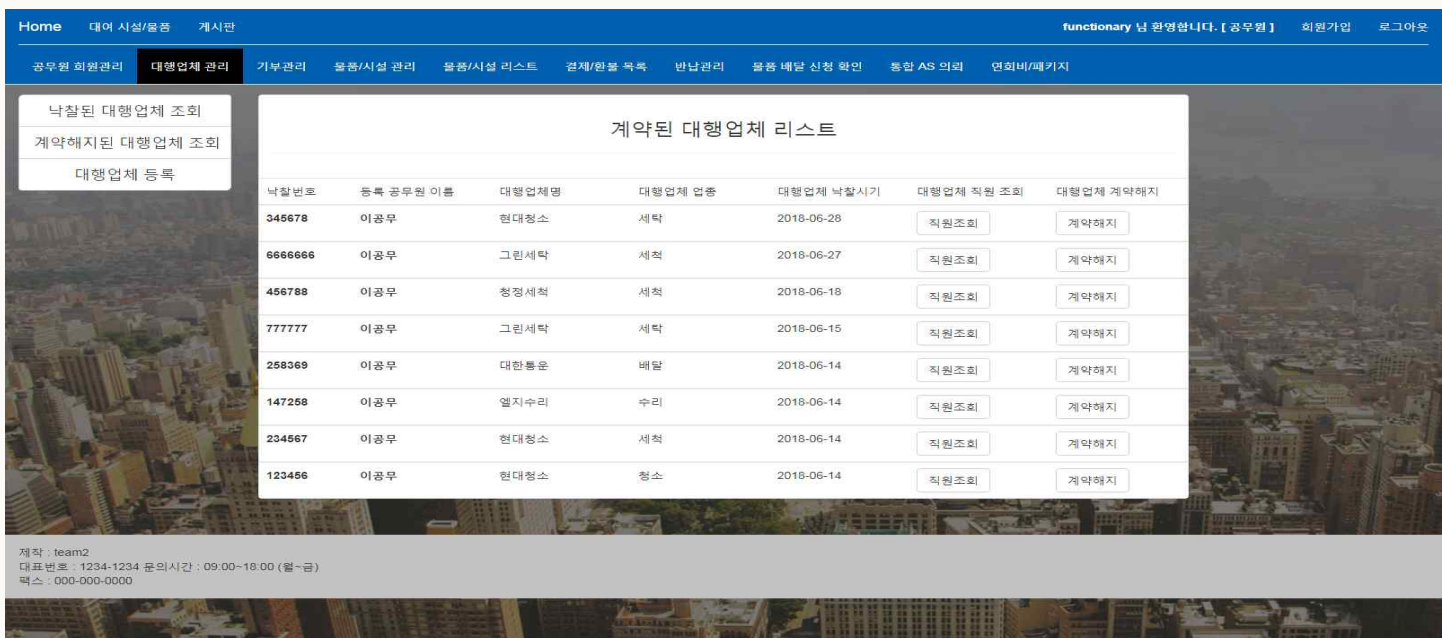 Home 대여 시설/물품 게시판 functionary 님 환영합니다. [ 공무원 ] 회원가입 로그아웃
공무원 회원관리 대행업체 관리 기부관리 물품/시설 관리 물품/시설 리스트 결제/환불 목록 반납관리 물품 배달 신청 확인 통합 AS 의뢰 연회비/패키지
낙찰된 대행업체 조회
계약해지된 대행업체 조회
대행업체 등록
계약된 대행업체 리스트
낙찰번호 등록 공무원 이름 대행업체명 대행업체 업종 대행업체 낙찰시기 대행업체 직원 조회 대행업체 계약해지
345678 이공무 현대청소 세탁 2018-06-28 직원조회 계약해지
6666666 이공무 그린세탁 세척 2018-06-27 직원조회 계약해지
456788 이공무 청정세척 세척 2018-06-18 직원조회 계약해지
777777 이공무 그린세탁 세탁 2018-06-15 직원조회 계약해지
258369 이공무 대한통운 배달 2018-06-14 직원조회 계약해지
147258 이공무 엘지수리 수리 2018-06-14 직원조회 계약해지
234567 이공무 현대청소 세척 2018-06-14 직원조회 계약해지
123456 이공무 현대청소 청소 2018-06-14 직원조회 계약해지
제작 : team2
대표번호 : 1234-1234 문의시간 : 09:00~18:00 (월~금)
팩스 : 000-000-0000